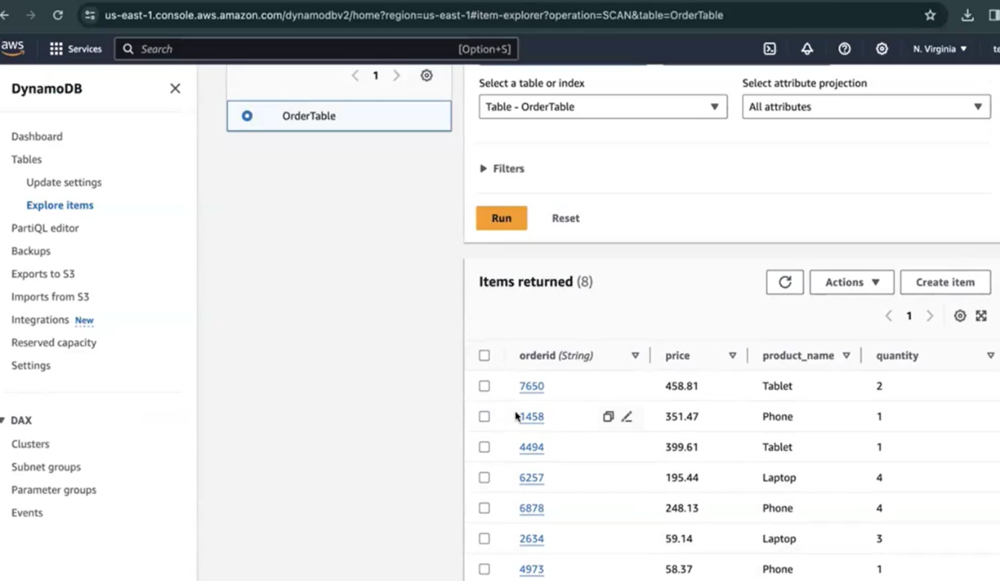 us-east-1.console.aws.amazon.com/dynamodbv2/home?region=us-east-1#item-explorer?operation=SCAN&table=OrderTable
aws Services Search [Option+S] N. Virginia te
DynamoDB
Dashboard
Tables
Update settings
Explore items
PartiQL editor
Backups
Exports to S3
Imports from S3
Integrations New
Reserved capacity
Settings
DAX
Clusters
Subnet groups
Parameter groups
Events
1
OrderTable
Select a table or index
Table - OrderTable
Select attribute projection
All attributes
Filters
Run Reset
Items returned (8)
Actions Create item
1
orderid (String) price product_name quantity
7650 458.81 Tablet 2
1458 351.47 Phone 1
4494 399.61 Tablet 1
6257 195.44 Laptop 4
6878 248.13 Phone 4
2634 59.14 Laptop 3
4973 58.37 Phone 1